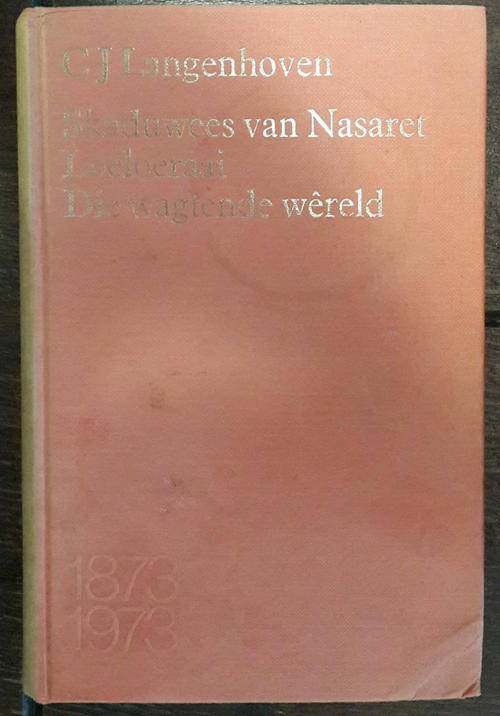 C J Langenhoven
Skaduwees van Nasaret
Loeloeraai
Die wagtende wêreld
1873
1973